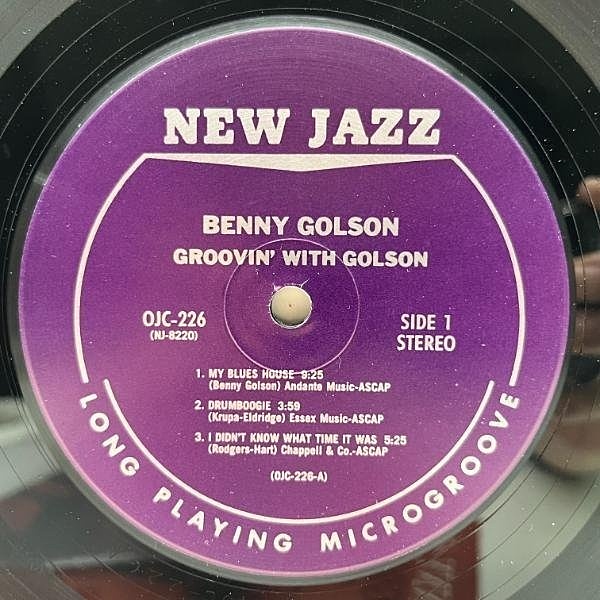 NEW JAZZ
BENNY GOLSON
GROOVIN' WITH GOLSON
OJC-226
(NJ-8220)
SIDE 1
STEREO
1. MY BLUES HOUSE 9:25
(Benny Golson) Andante Music-ASCAP
2. DRUMBOOGIE 3:59
(Krupa-Eldridge) Essex Music-ASCAP
3. I DIDN'T KNOW WHAT TIME IT WAS 5:25
(Rodgers-Hart) Chappell & Co.-ASCAP
(OJC-226-A)
LONG PLAYING MICROGROOVE